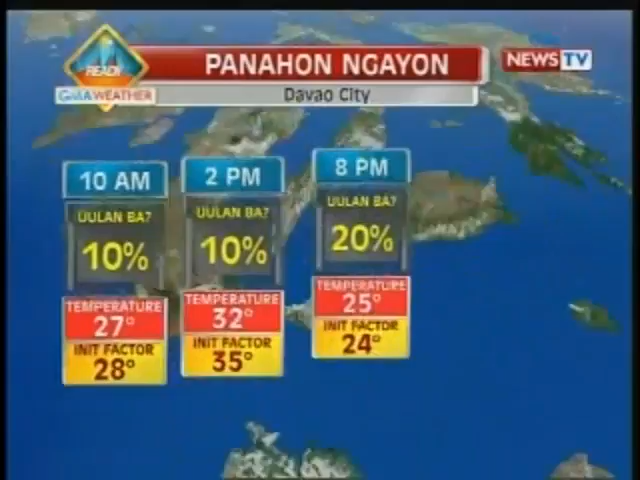 READY
GMA WEATHER
PANAHON NGAYON
Davao City
NEWS TV
10 AM
UULAN BA?
10%
TEMPERATURE
27°
INIT FACTOR
28°
2 PM
UULAN BA?
10%
TEMPERATURE
32°
INIT FACTOR
35°
8 PM
UULAN BA?
20%
TEMPERATURE
25°
INIT FACTOR
24°